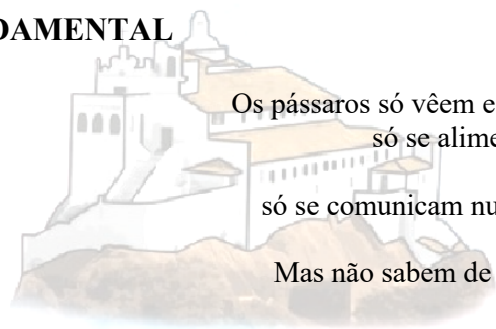 DAMENTAL
Os pássaros só vêem e
só se alime
só se comunicam nu
Mas não sabem de